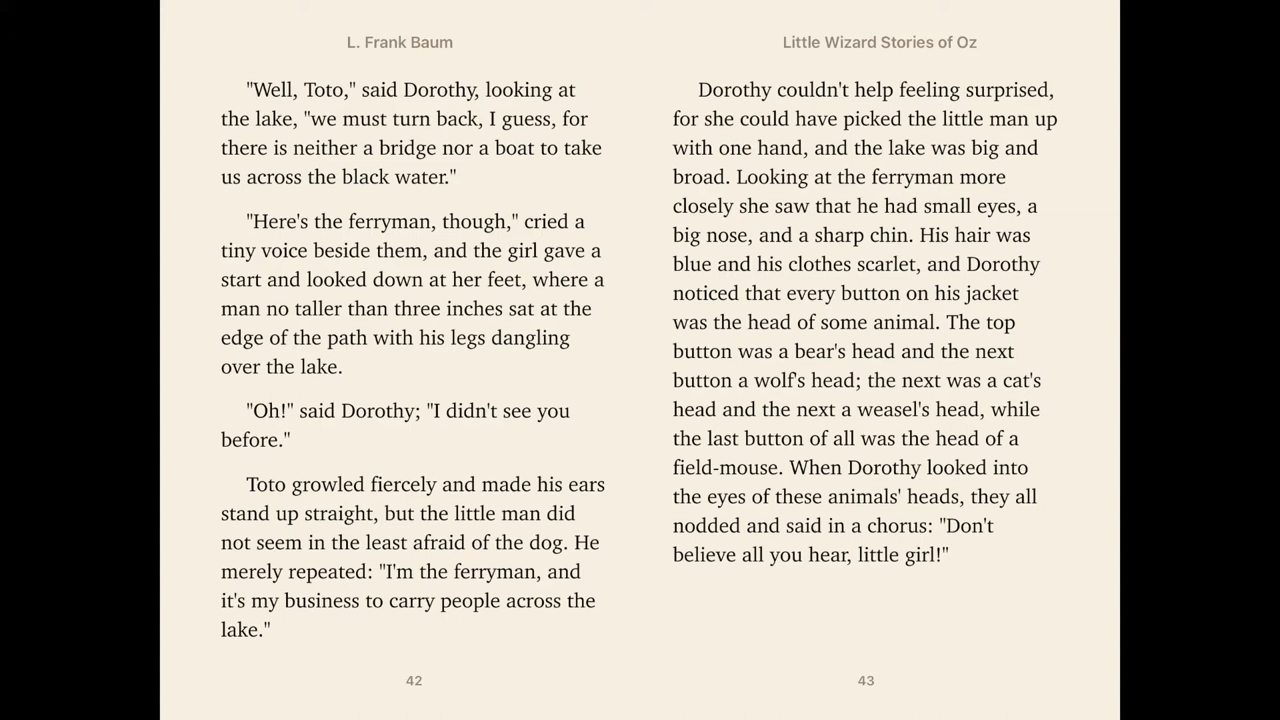 L. Frank Baum
"Well, Toto," said Dorothy, looking at
the lake, "we must turn back, I guess, for
there is neither a bridge nor a boat to take
us across the black water."
"Here's the ferryman, though," cried a
tiny voice beside them, and the girl gave a
start and looked down at her feet, where a
man no taller than three inches sat at the
edge of the path with his legs dangling
over the lake.
"Oh!" said Dorothy; "I didn't see you
before."
Toto growled fiercely and made his ears
stand up straight, but the little man did
not seem in the least afraid of the dog. He
merely repeated: "I'm the ferryman, and
it's my business to carry people across the
lake."
42
Little Wizard Stories of Oz
Dorothy couldn't help feeling surprised,
for she could have picked the little man up
with one hand, and the lake was big and
broad. Looking at the ferryman more
closely she saw that he had small eyes, a
big nose, and a sharp chin. His hair was
blue and his clothes scarlet, and Dorothy
noticed that every button on his jacket
was the head of some animal. The top
button was a bear's head and the next
button a wolf's head; the next was a cat's
head and the next a weasel's head, while
the last button of all was the head of a
field-mouse. When Dorothy looked into
the eyes of these animals' heads, they all
nodded and said in a chorus: "Don't
believe all you hear, little girl!"
43